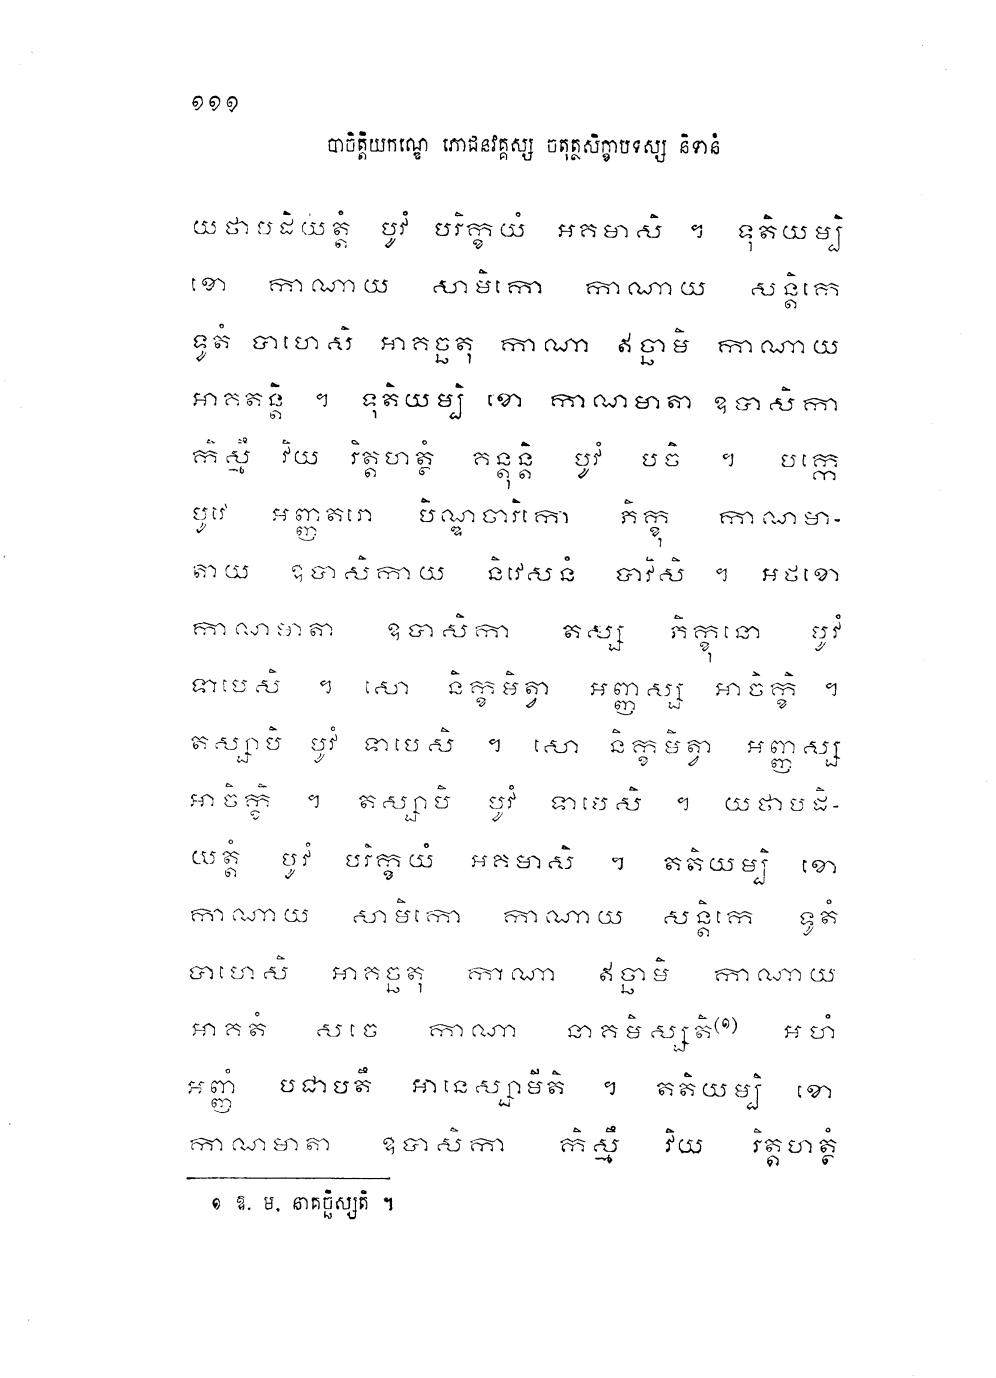 ១១១
បាចិត្តិយកណ្ឌេ ភោជនវគ្គស្ស ចតុត្ថសិក្ខាបទស្ស និទានំ
យថាបដិយត្តំ បូវំ បរិក្ខយំ អគមាសិ ។ ទុតិយម្បិ
ខោ កាណាយ សាមិកោ កាណាយ សន្តិកេ
ទូតំ បាហេសិ អាគច្ឆតុ កាណា ឥច្ឆាមិ កាណាយ
អាគតន្តិ ។ ទុតិយម្បិ ខោ កាណមាតា ឧបាសិកា
កិស្មឹ វិយ រិត្តហត្ថំ គន្តុន្តិ បូវំ បចិ ។ បក្កេ
បូវេ អញ្ញតរោ បិណ្ឌចារិកោ ភិក្ខុ កាណមា-
តាយ ឧបាសិកាយ និវេសនំ បាវិសិ ។ អថខោ
កាណមាតា ឧបាសិកា តស្ស ភិក្ខុនោ បូវំ
ទាបេសិ ។ សោ និក្ខមិត្វា អញ្ញស្ស អាចិក្ខិ ។
តស្សាបិ បូវំ ទាបេសិ ។ សោ និក្ខមិត្វា អញ្ញស្ស
អាចិក្ខិ ។ តស្សាបិ បូវំ ទាបេសិ ។ យថាបដិ-
យត្តំ បូវំ បរិក្ខយំ អគមាសិ ។ តតិយម្បិ ខោ
កាណាយ សាមិកោ កាណាយ សន្តិកេ ទូតំ
បាហេសិ អាគច្ឆតុ កាណា ឥច្ឆាមិ កាណាយ
អាគតំ សចេ កាណា នាគមិស្សតិ(១) អហំ
អញ្ញំ បជាបតឹ អានេស្សាមីតិ ។ តតិយម្បិ ខោ
កាណមាតា ឧបាសិកា កិស្មឹ វិយ រិត្តហត្ថំ
១ ឧ. ម. នាគច្ឆិស្សតិ ។